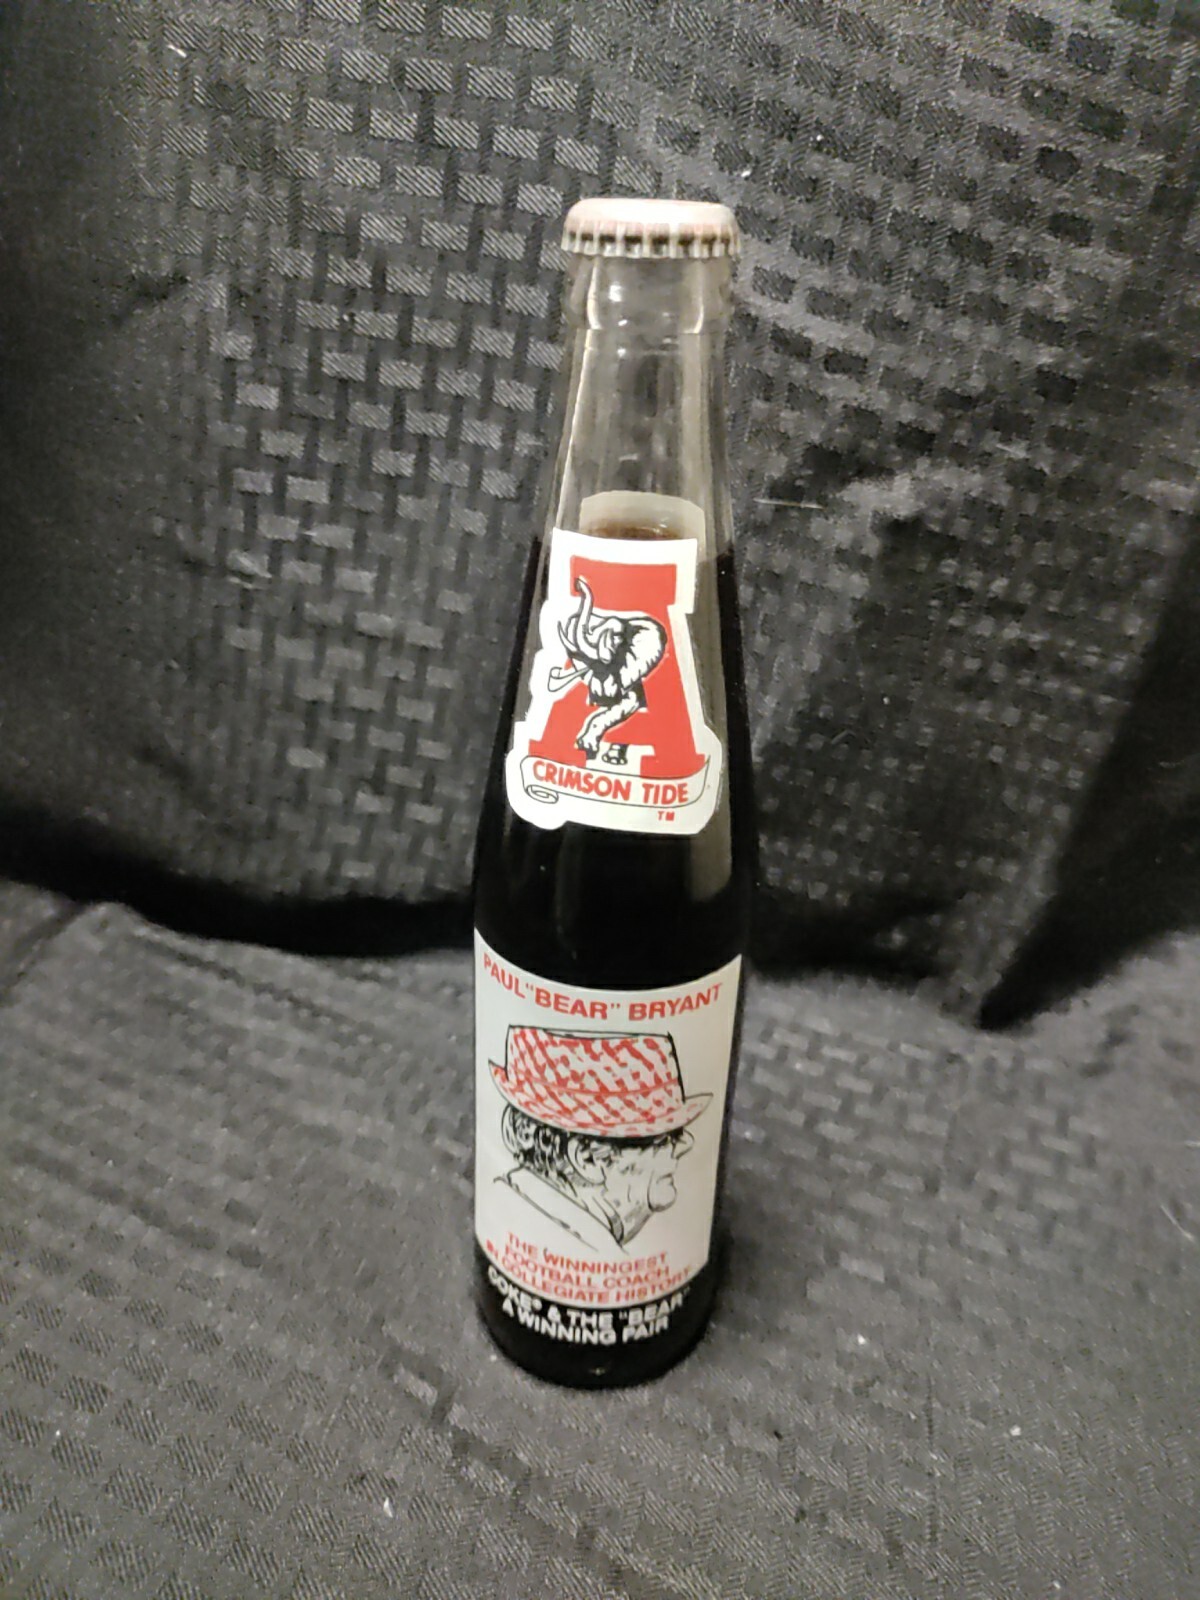 A
CRIMSON TIDE
TM
PAUL "BEAR" BRYANT
THE WINNINGEST
FOOTBALL COACH
IN COLLEGIATE HISTORY
COKE® & THE "BEAR"
A WINNING PAIR